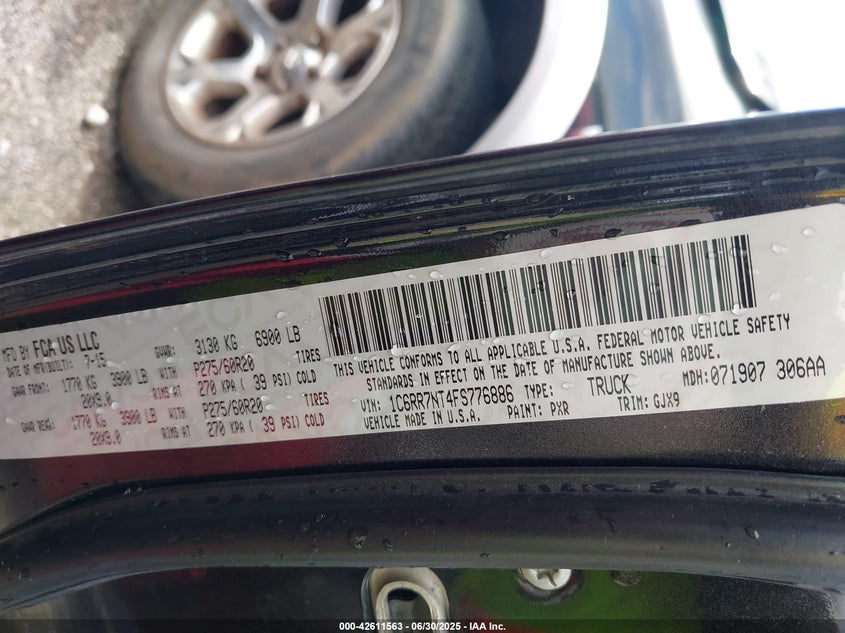 MFD BY FCA US LLC GVWR: 3130 KG 6900 LB
DATE OF MFR(BUILT): 7-15 P275/60R20 TIRES
GAWR FRONT: 1770 KG 3900 LB WITH
20X9.0 RIMS AT 270 KPA ( 39 PSI) COLD
GAWR REAR: 1770 KG 3900 LB WITH P275/60R20 TIRES
20X9.0 RIMS AT 270 KPA ( 39 PSI) COLD
THIS VEHICLE CONFORMS TO ALL APPLICABLE U.S.A. FEDERAL MOTOR VEHICLE SAFETY
STANDARDS IN EFFECT ON THE DATE OF MANUFACTURE SHOWN ABOVE.
VIN: 1C6RR7NT4FS776886 TYPE: TRUCK MDH: 071907 306AA
VEHICLE MADE IN U.S.A. PAINT: PXR TRIM: GJX9
000-42611563 - 06/30/2025 - IAA Inc.